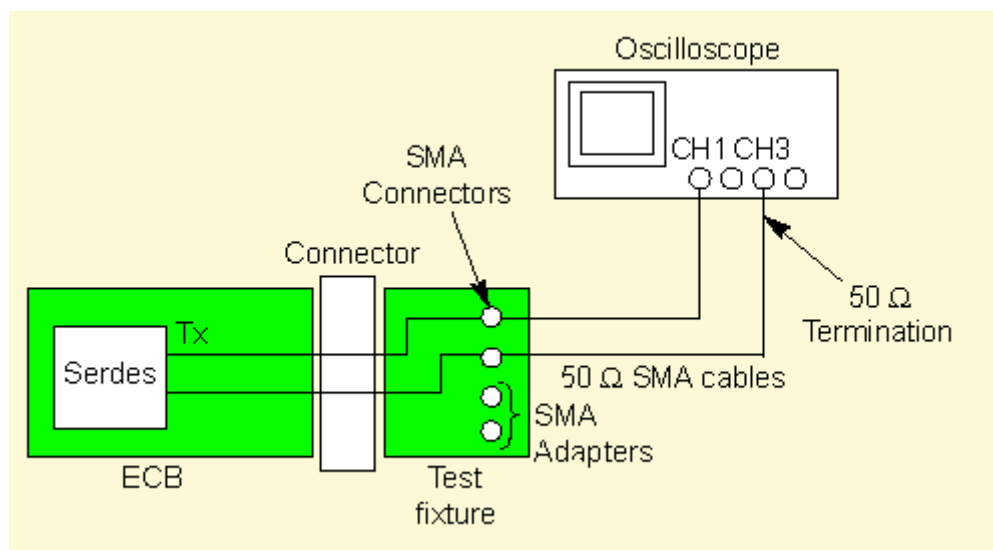 Oscilloscope
CH1 CH3
SMA
Connectors
Connector
50 Ω
Termination
Tx
Serdes
50 Ω SMA cables
SMA
Adapters
ECB
Test
fixture